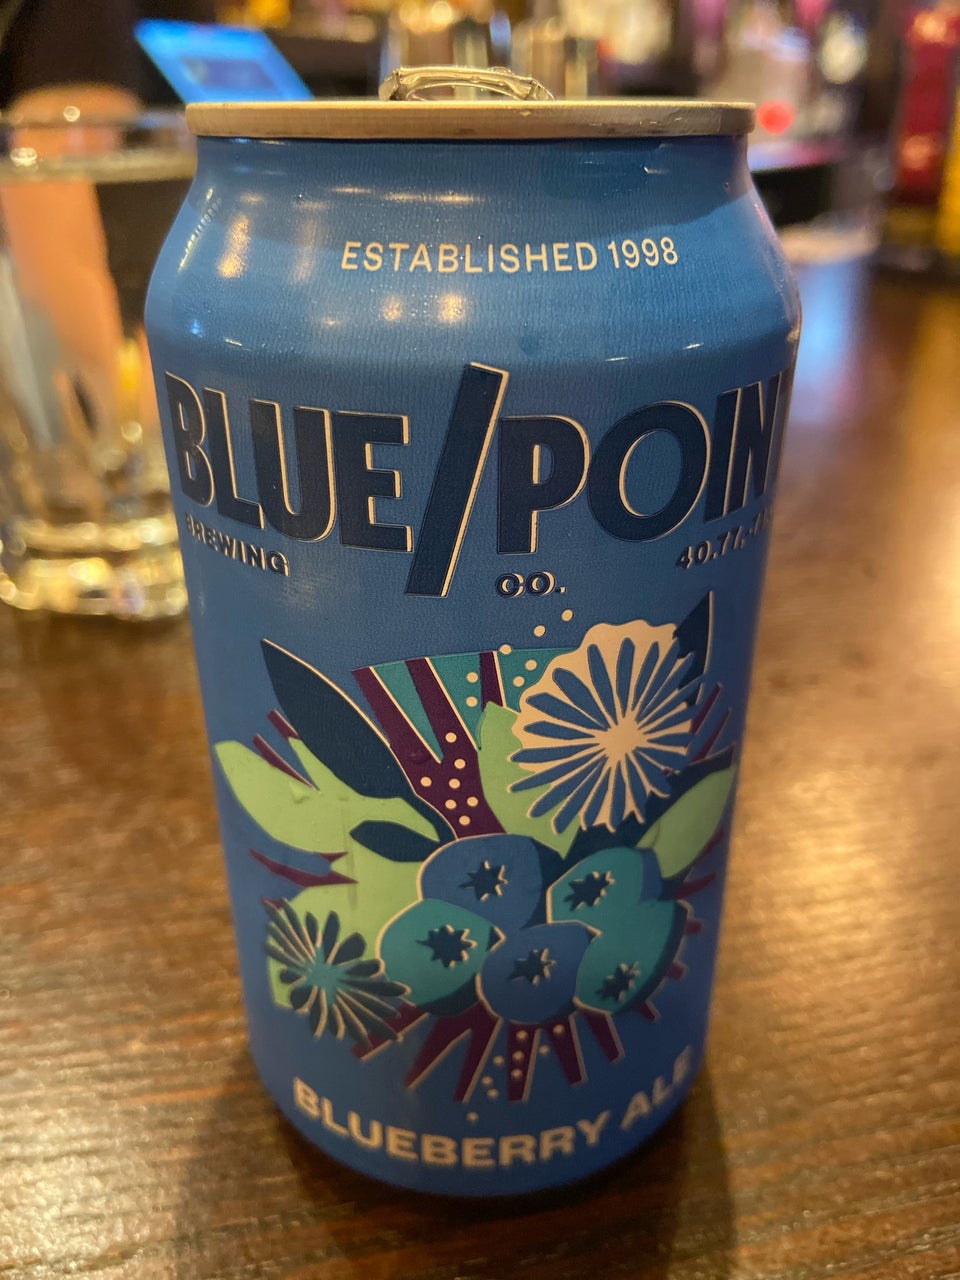 ESTABLISHED 1998
BLUE/POIN
BREWING
CO.
BLUEBERRY ALE